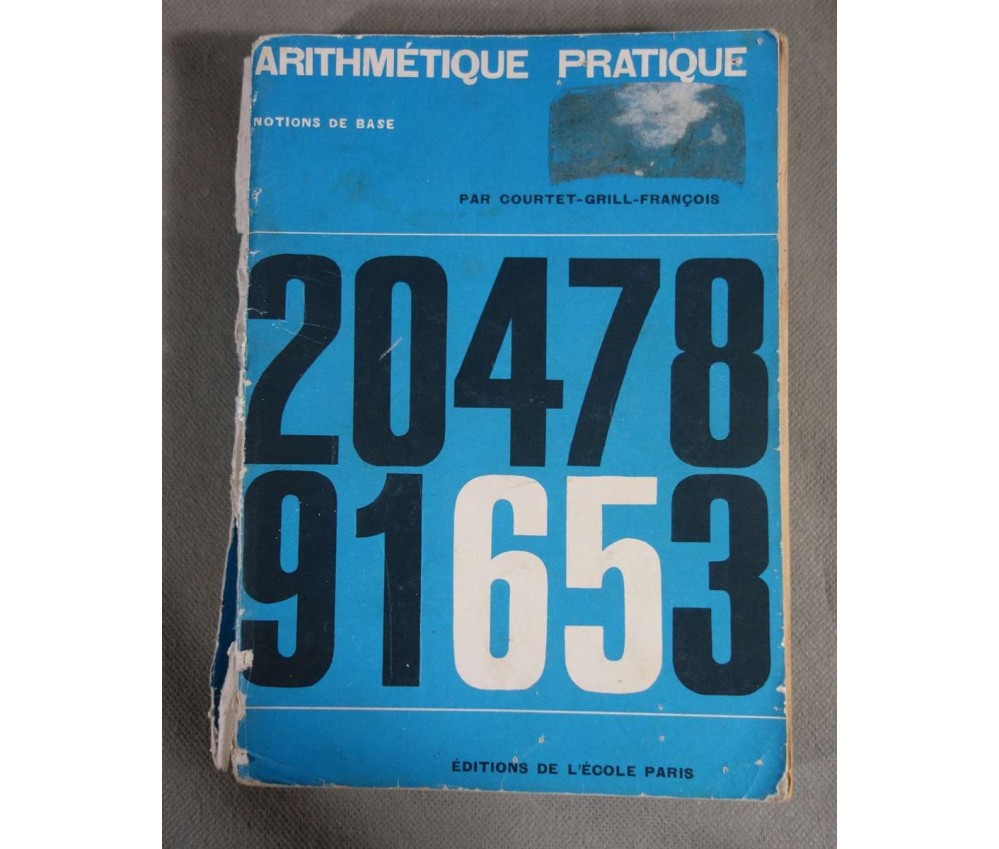 ARITHMÉTIQUE PRATIQUE
NOTIONS DE BASE
PAR COURTET-GRILL-FRANÇOIS
20478
91653
ÉDITIONS DE L'ÉCOLE PARIS